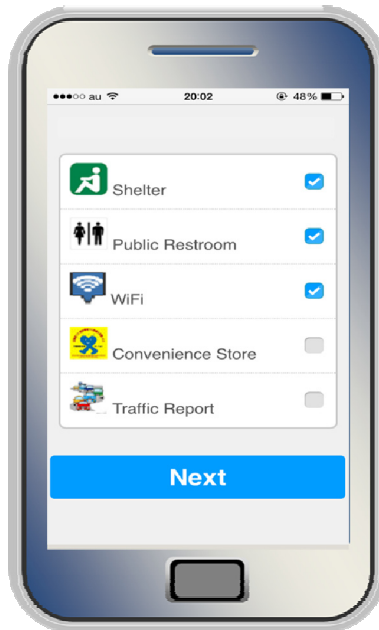 au 20:02 48%
Shelter
Public Restroom
WiFi
Convenience Store
Traffic Report
Next